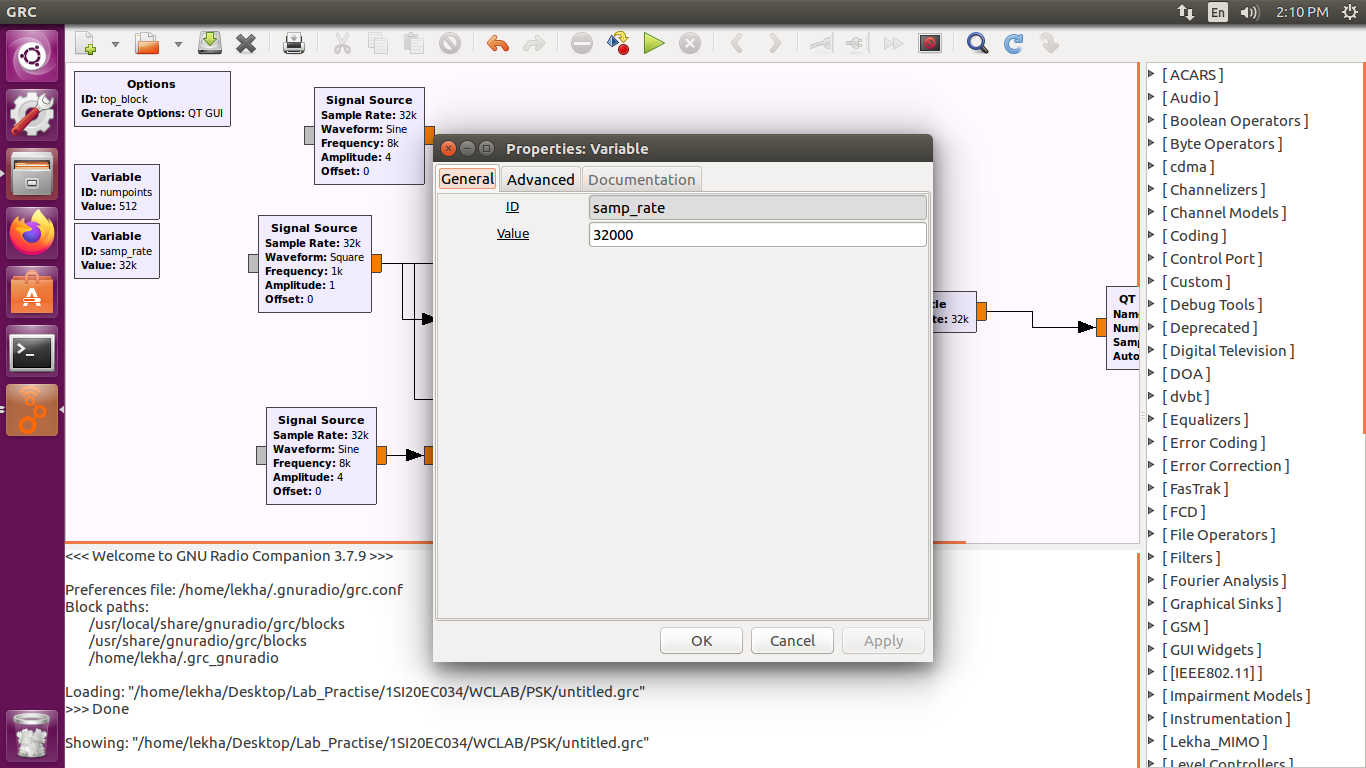 GRC
En
2:10 PM
Options
ID: top_block
Generate Options: QT GUI
Variable
ID: numpoints
Value: 512
Variable
ID: samp_rate
Value: 32k
Signal Source
Sample Rate: 32k
Waveform: Sine
Frequency: 8k
Amplitude: 4
Offset: 0
Signal Source
Sample Rate: 32k
Waveform: Square
Frequency: 1k
Amplitude: 1
Offset: 0
Signal Source
Sample Rate: 32k
Waveform: Sine
Frequency: 8k
Amplitude: 4
Offset: 0
Properties: Variable
General
Advanced
Documentation
ID
samp_rate
Value
32000
OK
Cancel
Apply
tle
te: 32k
QT
Name
Num
Samp
Auto
<<< Welcome to GNU Radio Companion 3.7.9 >>>
Preferences file: /home/lekha/.gnuradio/grc.conf
Block paths:
/usr/local/share/gnuradio/grc/blocks
/usr/share/gnuradio/grc/blocks
/home/lekha/.grc_gnuradio
Loading: "/home/lekha/Desktop/Lab_Practise/1SI20EC034/WCLAB/PSK/untitled.grc"
>>> Done
Showing: "/home/lekha/Desktop/Lab_Practise/1SI20EC034/WCLAB/PSK/untitled.grc"
[ ACARS ]
[ Audio ]
[ Boolean Operators ]
[ Byte Operators ]
[ cdma ]
[ Channelizers ]
[ Channel Models ]
[ Coding ]
[ Control Port ]
[ Custom ]
[ Debug Tools ]
[ Deprecated ]
[ Digital Television ]
[ DOA ]
[ dvbt ]
[ Equalizers ]
[ Error Coding ]
[ Error Correction ]
[ FasTrak ]
[ FCD ]
[ File Operators ]
[ Filters ]
[ Fourier Analysis ]
[ Graphical Sinks ]
[ GSM ]
[ GUI Widgets ]
[ [IEEE802.11] ]
[ Impairment Models ]
[ Instrumentation ]
[ Lekha_MIMO ]
[ Level Controllers ]